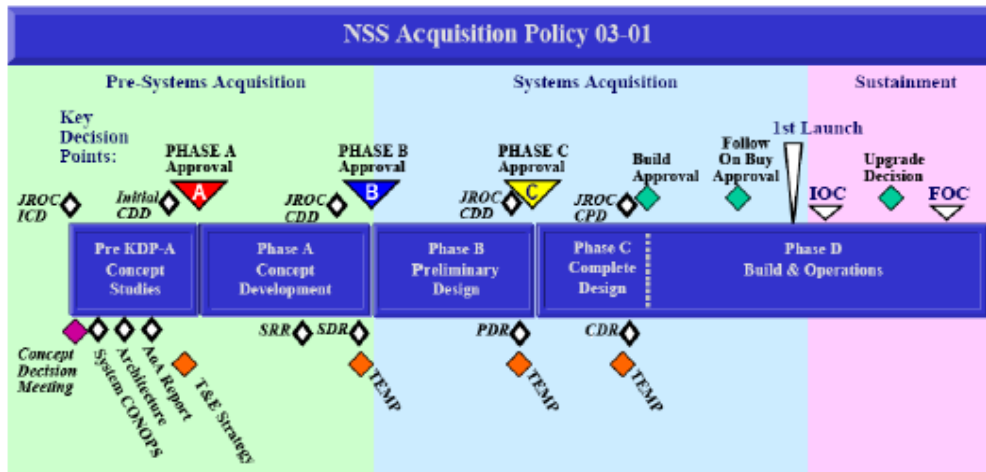 NSS Acquisition Policy 03-01
Pre-Systems Acquisition
Systems Acquisition
Sustainment
Key
Decision
Points:
PHASE A
Approval
PHASE B
Approval
PHASE C
Approval
Build
Approval
Follow
On Buy
Approval
1st Launch
Upgrade
Decision
JROC
ICD
Initial
CDD
A
JROC
CDD
B
JROC
CDD
C
JROC
CPD
IOC
FOC
Pre KDP-A
Concept
Studies
Phase A
Concept
Development
Phase B
Preliminary
Design
Phase C
Complete
Design
Phase D
Build & Operations
Concept
Decision
Meeting
System CONOPS
Architecture
AoA Report
T&E Strategy
SRR
SDR
TEMP
PDR
TEMP
CDR
TEMP